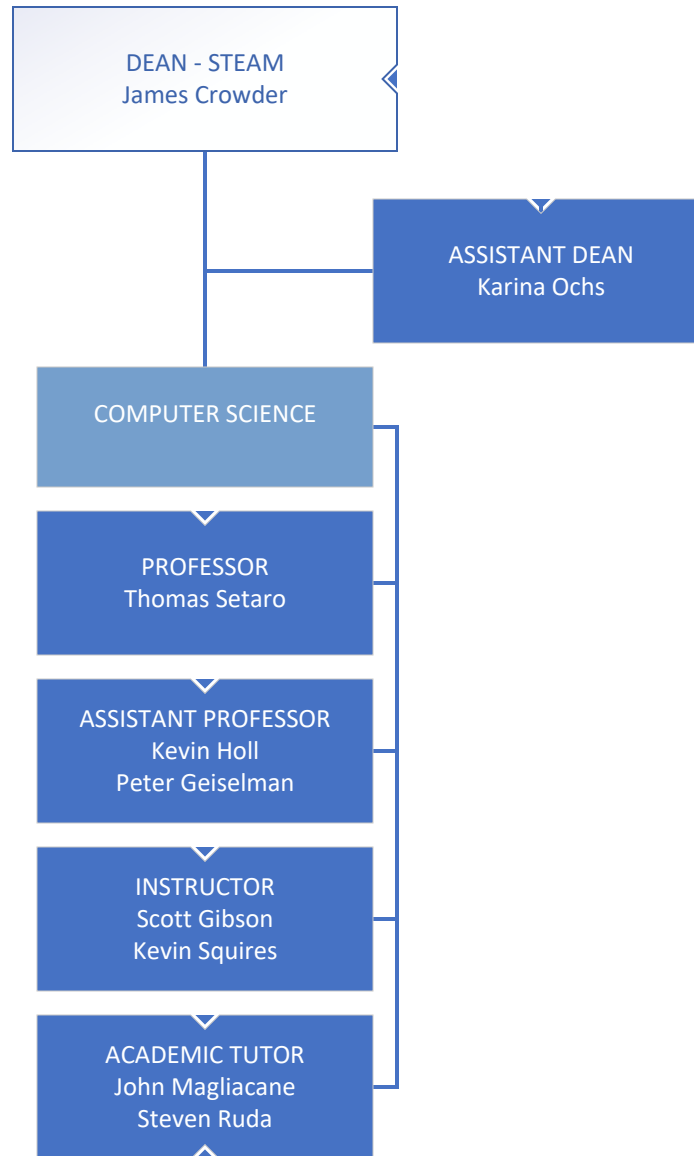 DEAN - STEAM
James Crowder
ASSISTANT DEAN
Karina Ochs
COMPUTER SCIENCE
PROFESSOR
Thomas Setaro
ASSISTANT PROFESSOR
Kevin Holl
Peter Geiselman
INSTRUCTOR
Scott Gibson
Kevin Squires
ACADEMIC TUTOR
John Magliacane
Steven Ruda